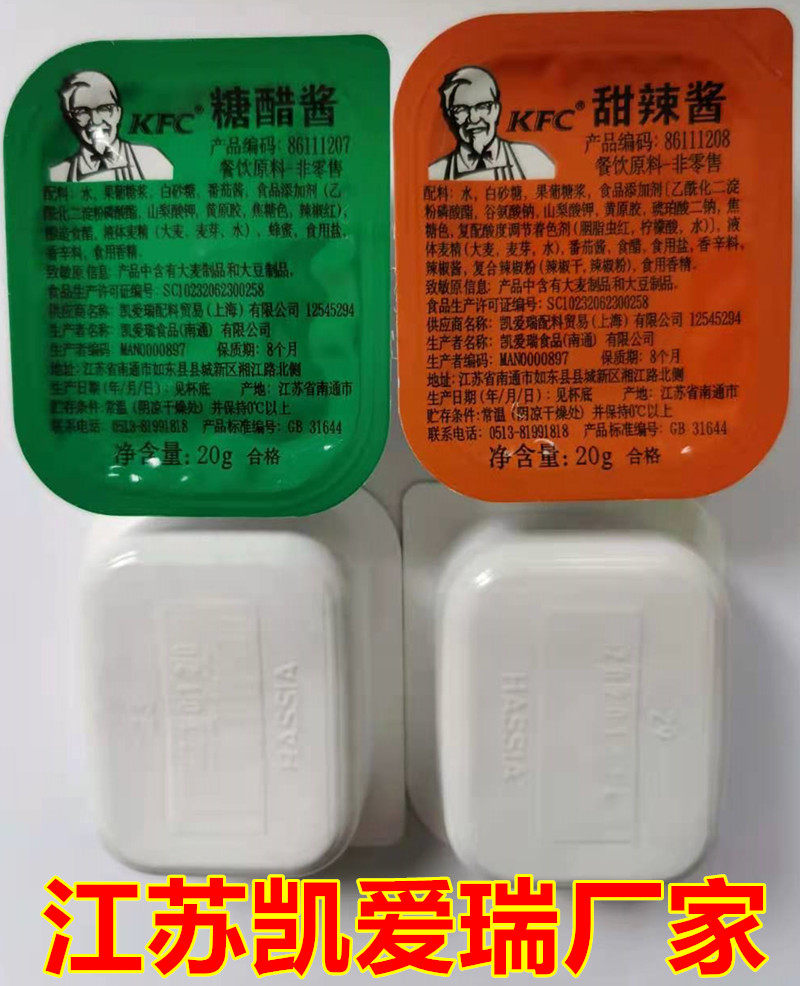 KFC® 糖醋酱
产品编码: 86111207
餐饮原料-非零售
配料: 水, 果葡糖浆, 白砂糖, 番茄酱, 食品添加剂 (乙
酰化二淀粉磷酸酯, 山梨酸钾, 黄原胶, 焦糖色, 辣椒红);
酿造食醋, 液体麦精 (大麦, 麦芽, 水), 蜂蜜, 食用盐,
香辛料, 食用香精.
致敏原信息: 产品中含有大麦制品和大豆制品。
食品生产许可证编号: SC10232062300258
供应商名称: 凯爱瑞配料贸易(上海)有限公司 12545294
生产者名称: 凯爱瑞食品(南通)有限公司
生产者编码: MAN0000897 保质期: 8个月
地址: 江苏省南通市如东县县城新区湘江路北侧
生产日期(年/月/日): 见杯底 产地: 江苏省南通市
贮存条件: 常温(阴凉干燥处)并保持0℃以上
联系电话: 0513-81991818 产品标准编号: GB 31644
净含量: 20g 合格
KFC® 甜辣酱
产品编码: 86111208
餐饮原料-非零售
配料: 水, 白砂糖, 果葡糖浆, 食品添加剂[乙酰化二淀
粉磷酸酯, 谷氨酸钠, 山梨酸钾, 黄原胶, 琥珀酸二钠, 焦
糖色, 复配酸度调节着色剂 (胭脂虫红, 柠檬酸, 水)], 液
体麦精(大麦, 麦芽, 水), 番茄酱, 食醋, 食用盐, 香辛料,
辣椒酱, 复合辣椒粉(辣椒干, 辣椒粉), 食用香精.
致敏原信息: 产品中含有大麦制品和大豆制品。
食品生产许可证编号: SC10232062300258
供应商名称: 凯爱瑞配料贸易(上海)有限公司 12545294
生产者名称: 凯爱瑞食品(南通)有限公司
生产者编码: MAN0000897 保质期: 8个月
地址: 江苏省南通市如东县县城新区湘江路北侧
生产日期(年/月/日): 见杯底 产地: 江苏省南通市
贮存条件: 常温(阴凉干燥处)并保持0℃以上
联系电话: 0513-81991818 产品标准编号: GB 31644
净含量: 20g 合格
HASSIA
HASSIA
29
江苏凯爱瑞厂家